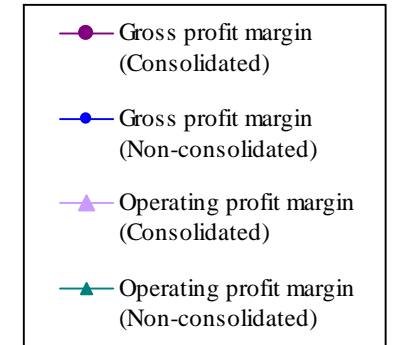 Gross profit margin
(Consolidated)
Gross profit margin
(Non-consolidated)
Operating profit margin
(Consolidated)
Operating profit margin
(Non-consolidated)